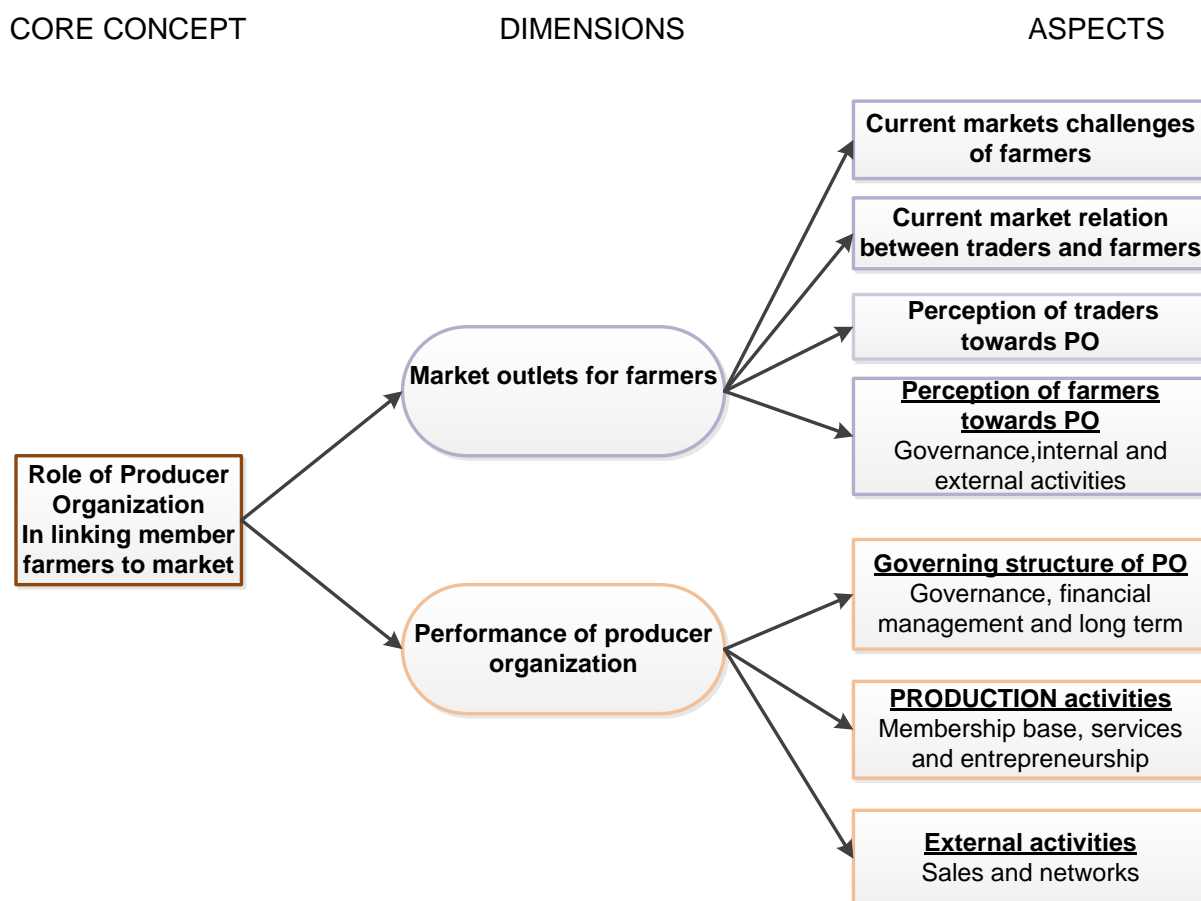 CORE CONCEPT
DIMENSIONS
ASPECTS
Role of Producer
Organization
In linking member
farmers to market
Market outlets for farmers
Performance of producer
organization
Current markets challenges
of farmers
Current market relation
between traders and farmers
Perception of traders
towards PO
Perception of farmers
towards PO
Governance,internal and
external activities
Governing structure of PO
Governance, financial
management and long term
PRODUCTION activities
Membership base, services
and entrepreneurship
External activities
Sales and networks